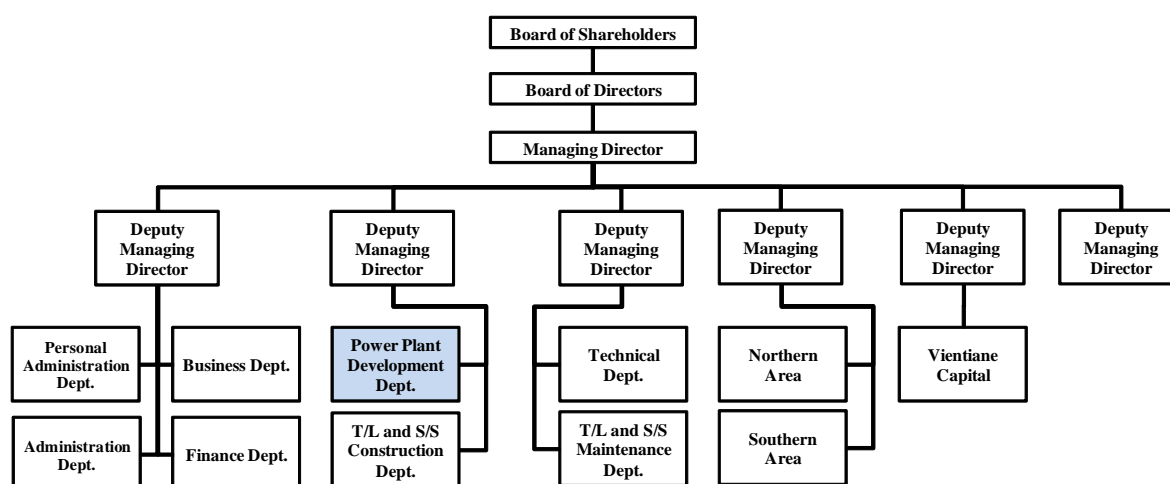 Board of Shareholders
Board of Directors
Managing Director
Deputy
Managing
Director
Deputy
Managing
Director
Deputy
Managing
Director
Deputy
Managing
Director
Deputy
Managing
Director
Deputy
Managing
Director
Personal
Administration
Dept.
Business Dept.
Power Plant
Development
Dept.
Technical
Dept.
Northern
Area
Vientiane
Capital
Administration
Dept.
Finance Dept.
T/L and S/S
Construction
Dept.
T/L and S/S
Maintenance
Dept.
Southern
Area